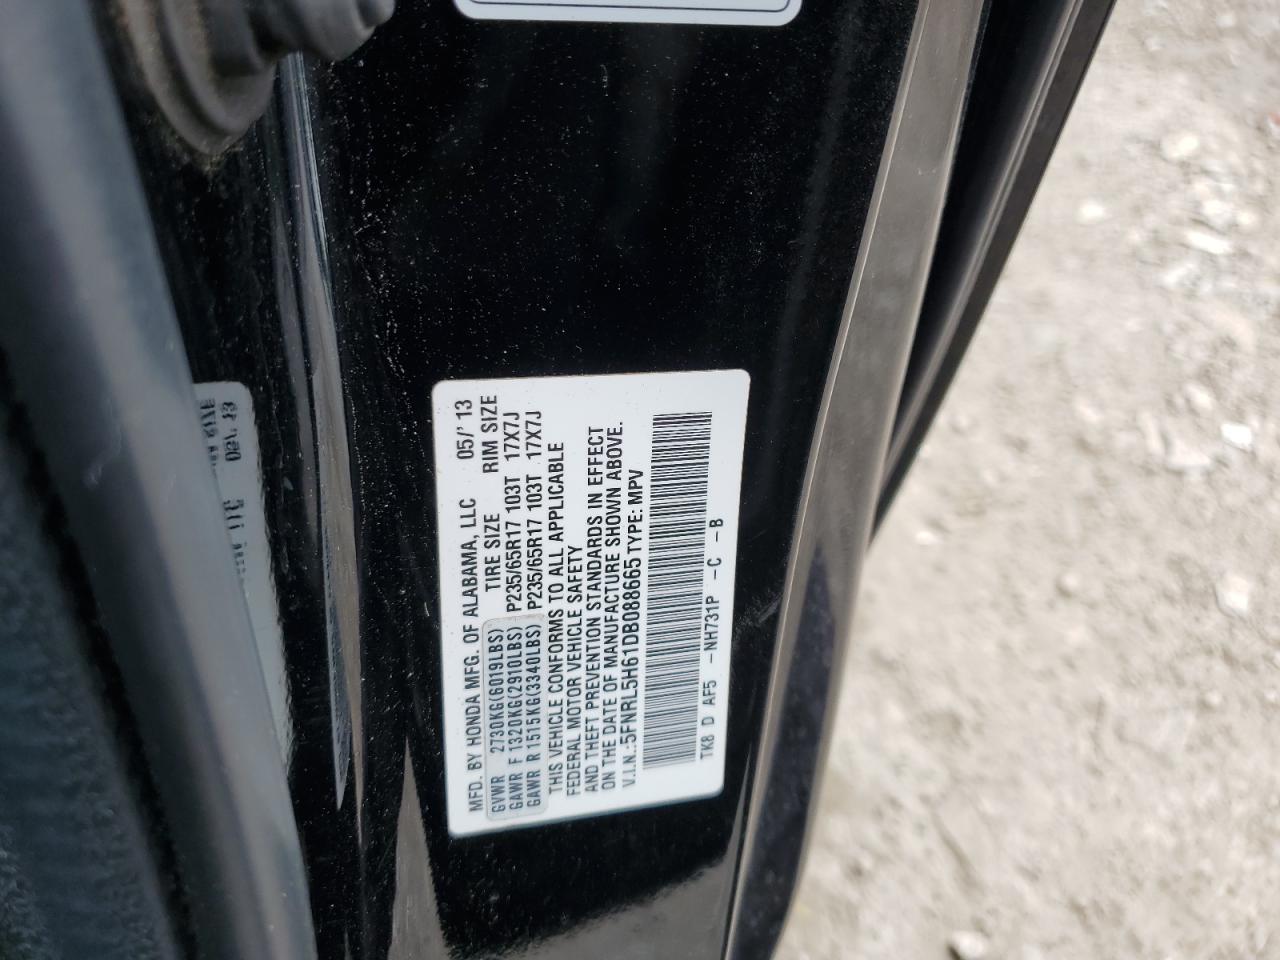 MFD. BY HONDA MFG. OF ALABAMA, LLC 05/'13
GVWR 2730KG(6019LBS) TIRE SIZE RIM SIZE
GAWR F 1320KG(2910LBS) P235/65R17 103T 17X7J
GAWR R 1515KG(3340LBS) P235/65R17 103T 17X7J
THIS VEHICLE CONFORMS TO ALL APPLICABLE
FEDERAL MOTOR VEHICLE SAFETY
AND THEFT PREVENTION STANDARDS IN EFFECT
ON THE DATE OF MANUFACTURE SHOWN ABOVE.
V.I.N.:5FNRL5H61DB088665 TYPE: MPV
TK8 D AF5 -NH731P -C -B